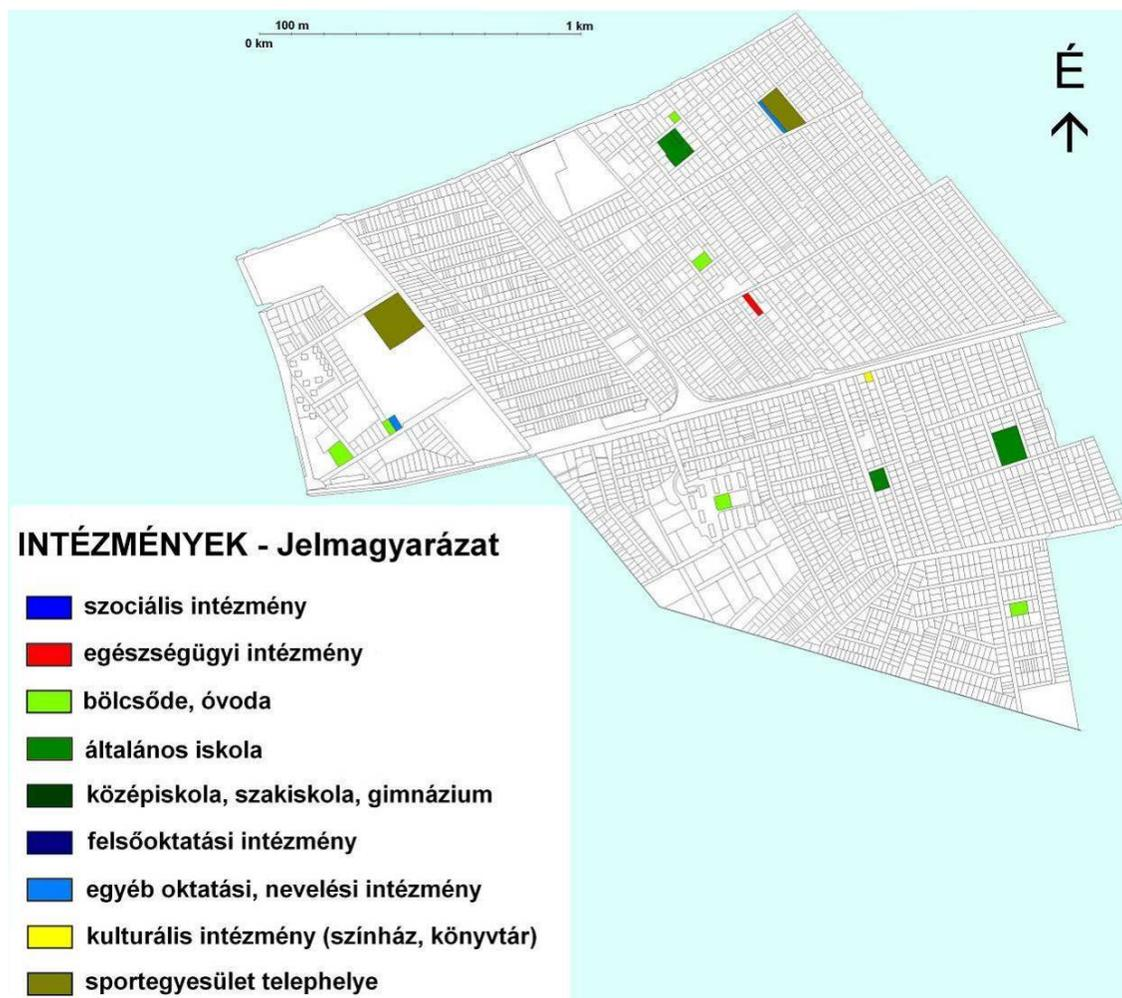 100 m 1 km
0 km
É
INTÉZMÉNYEK - Jelmagyarázat
szociális intézmény
egészségügyi intézmény
bölcsőde, óvoda
általános iskola
középiskola, szakiskola, gimnázium
felsőoktatási intézmény
egyéb oktatási, nevelési intézmény
kulturális intézmény (színház, könyvtár)
sportegyesület telephelye